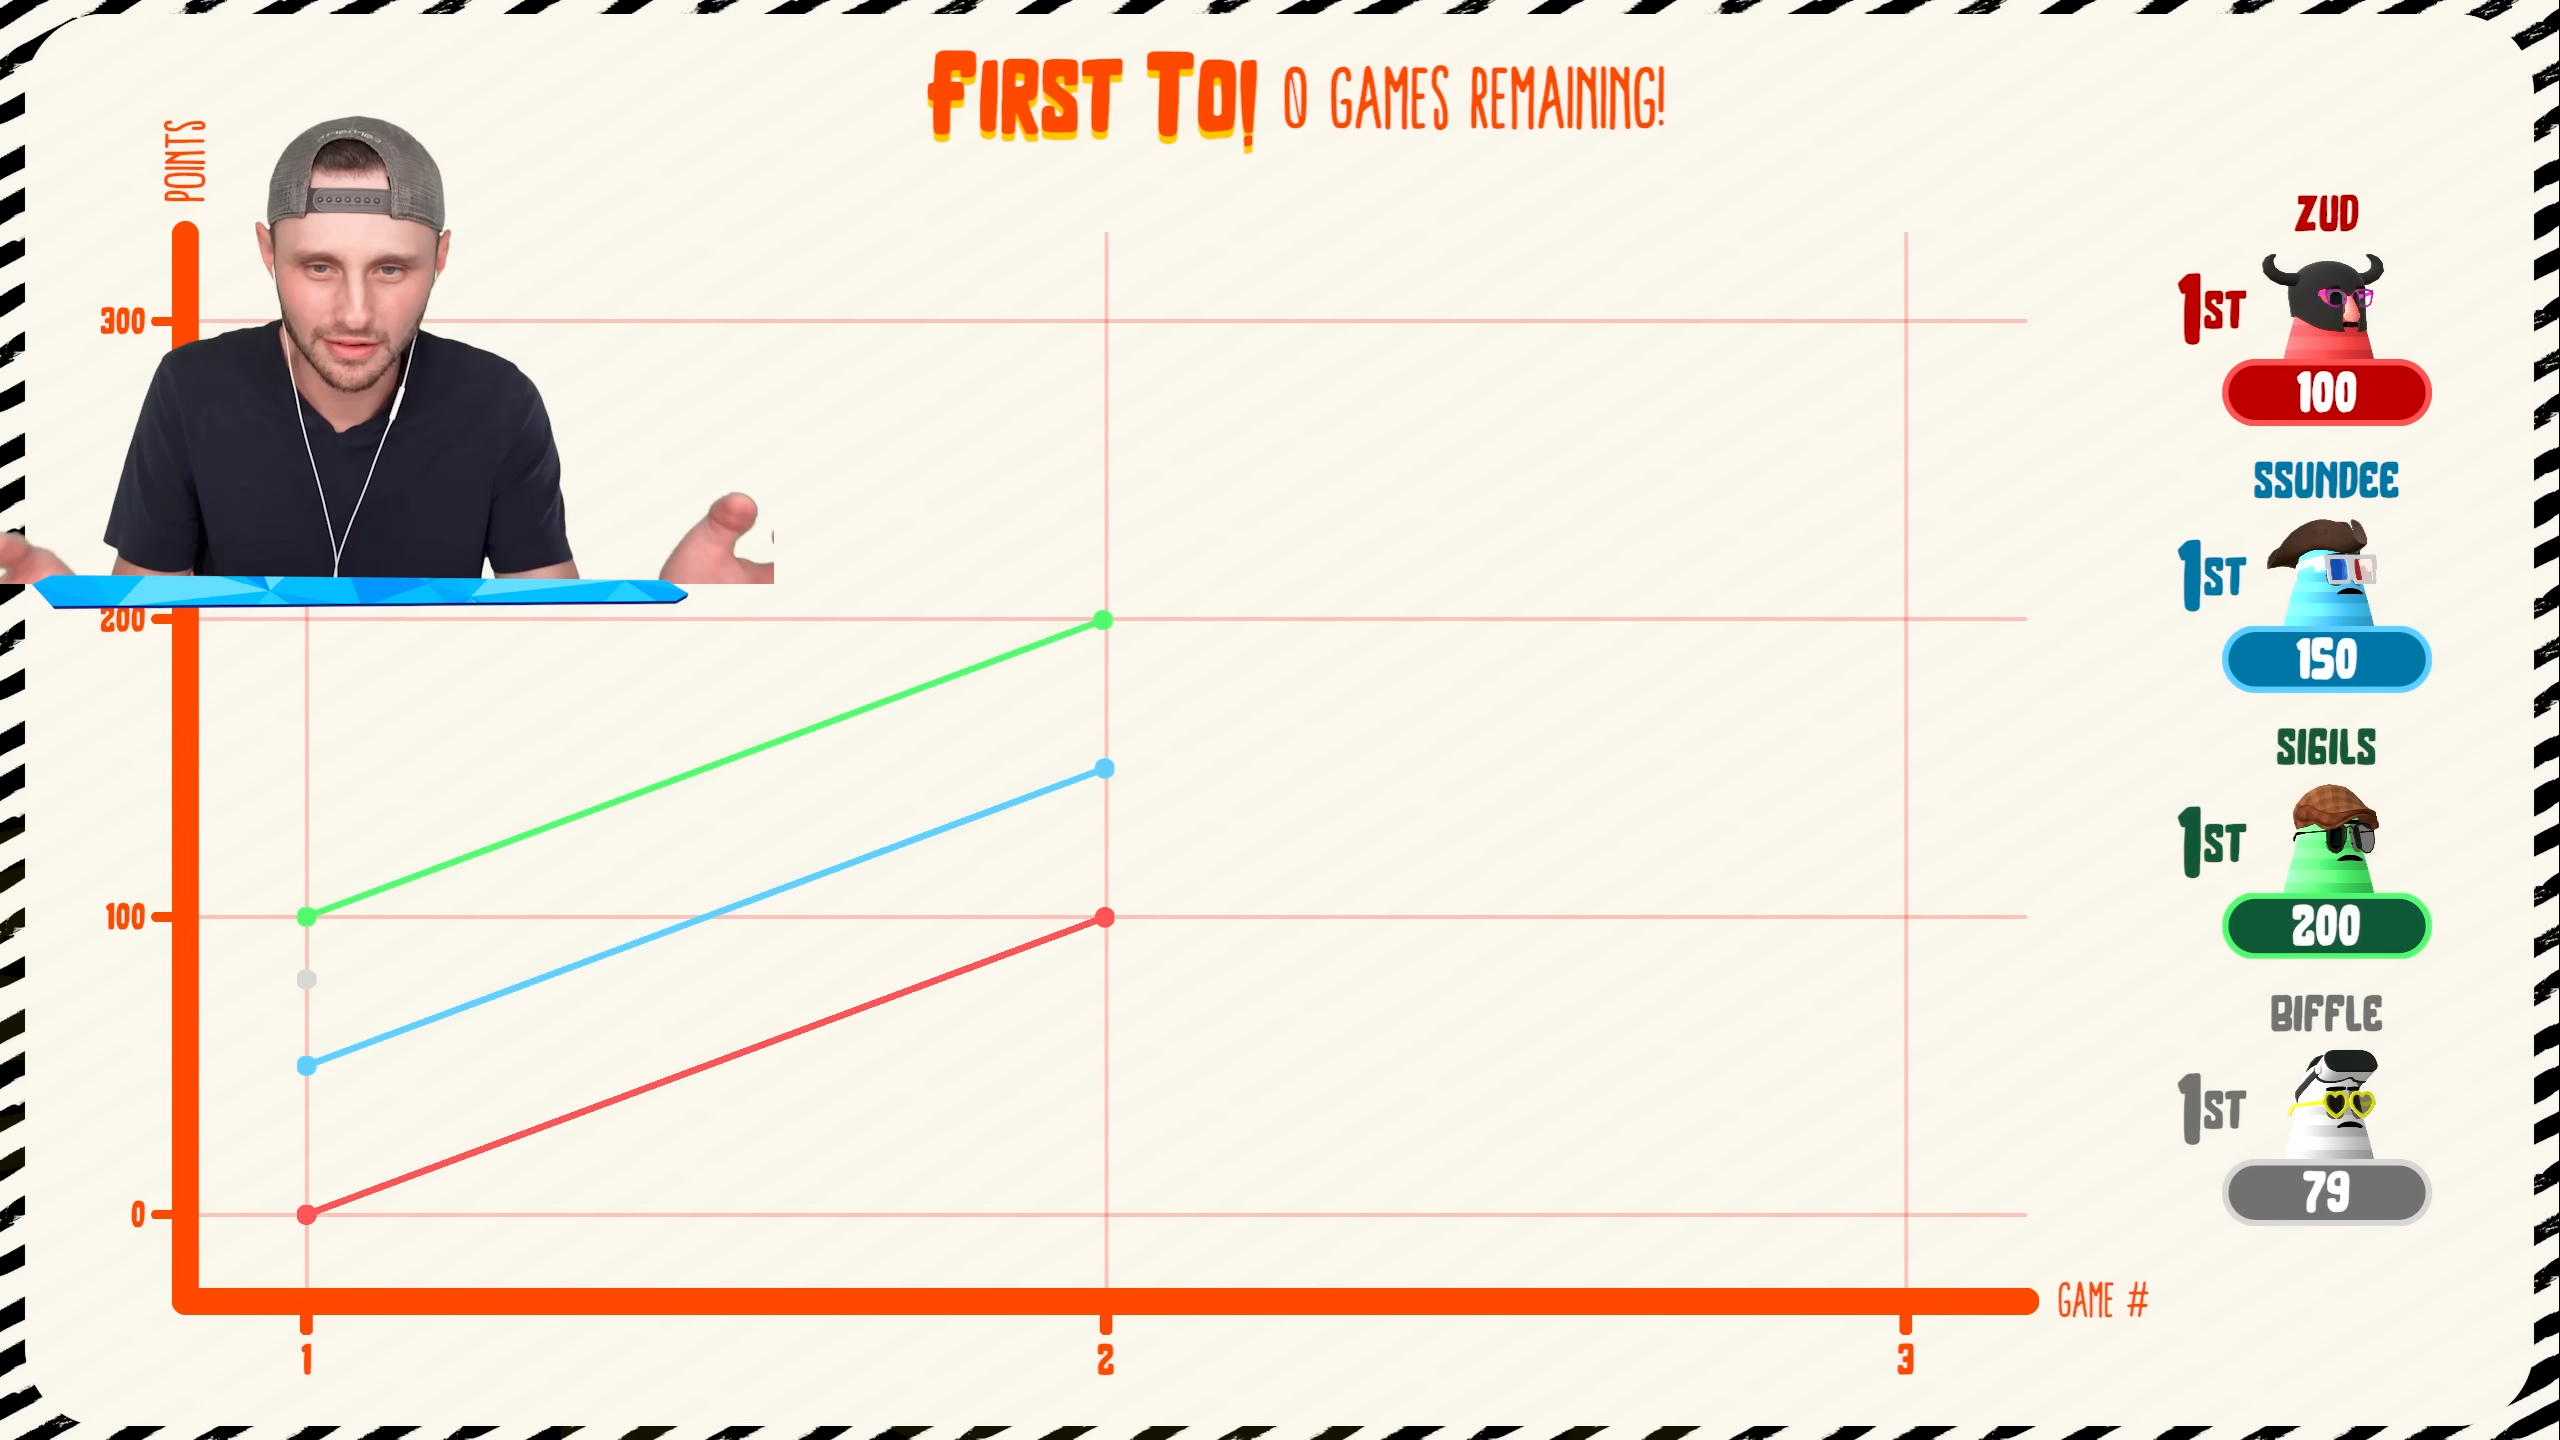 FIRST TO! 0 GAMES REMAINING!
POINTS
300
200
100
0
1
2
3
GAME #
ZUD
1ST
100
SSUNDEE
1ST
150
SIGILS
1ST
200
BIFFLE
1ST
79